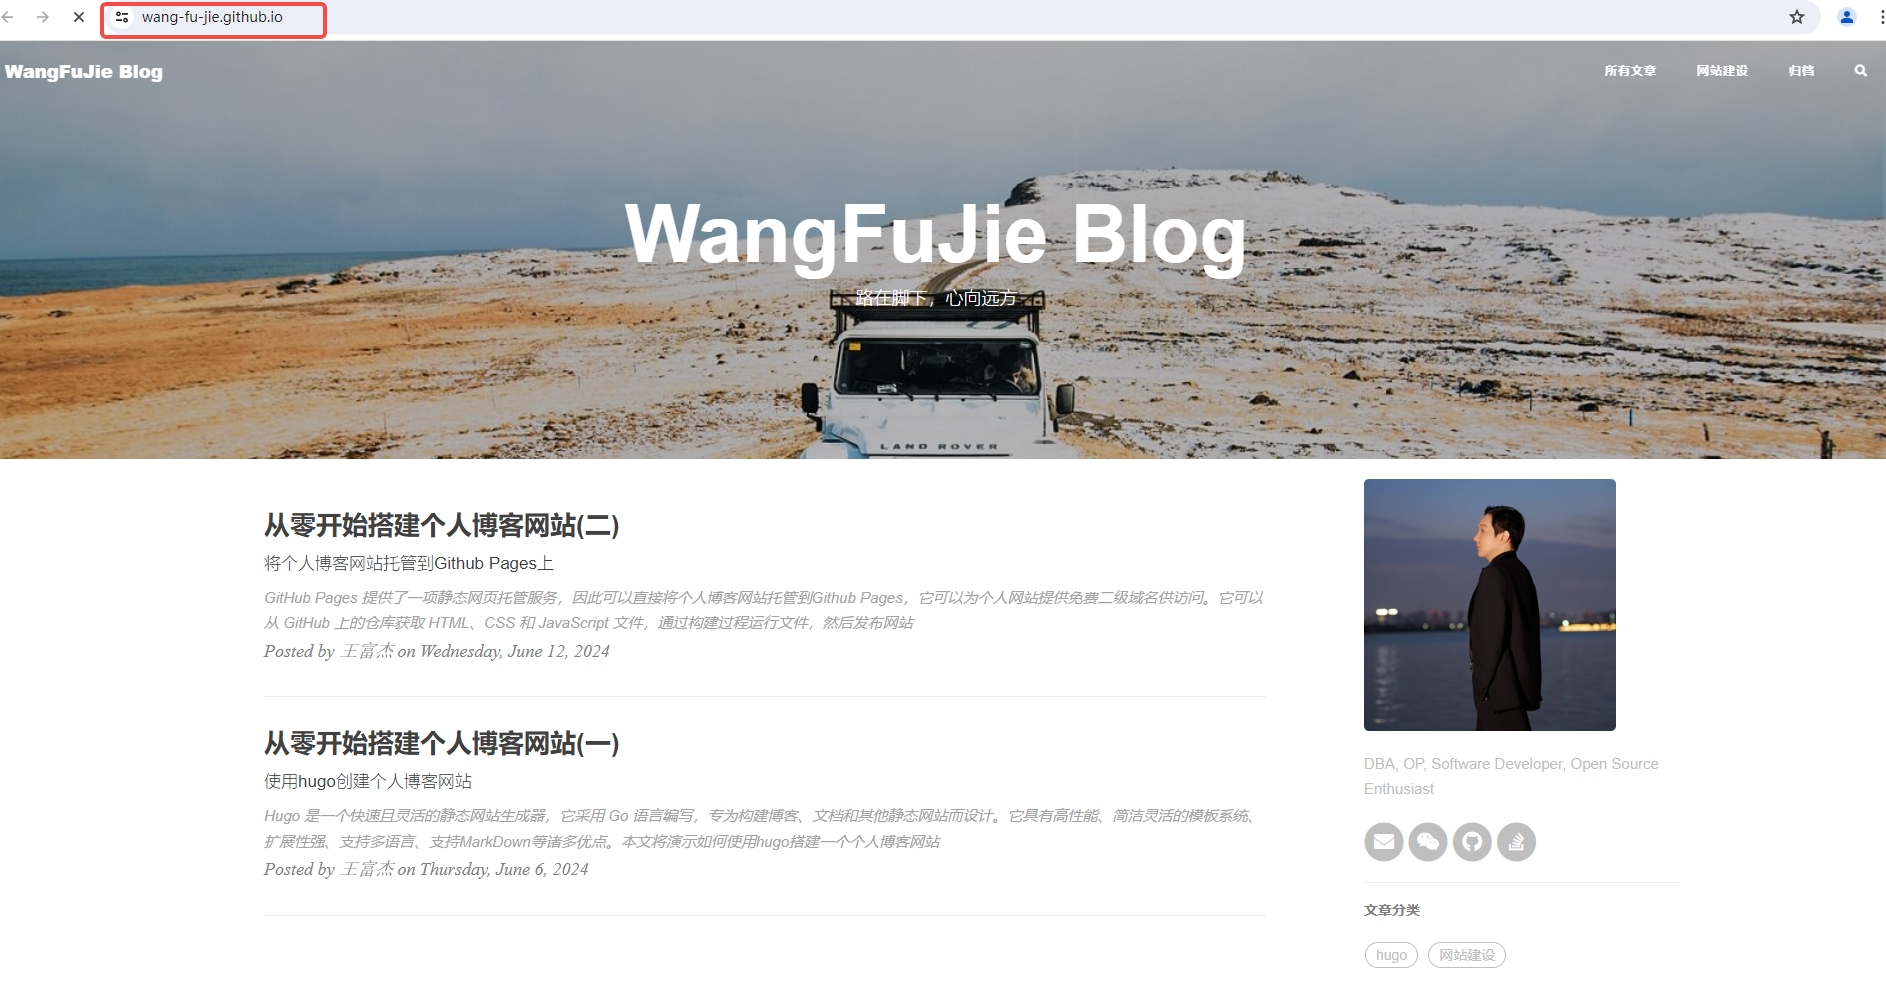 wang-fu-jie.github.io
WangFuJie Blog
所有文章
网站建设
归档
WangFuJie Blog
路在脚下，心向远方
LAND ROVER
从零开始搭建个人博客网站(二)
将个人博客网站托管到Github Pages上
GitHub Pages 提供了一项静态网页托管服务，因此可以直接将个人博客网站托管到Github Pages，它可以为个人网站提供免费二级域名供访问。它可以
从 GitHub 上的仓库获取 HTML、CSS 和 JavaScript 文件，通过构建过程运行文件，然后发布网站
Posted by 王富杰 on Wednesday, June 12, 2024
从零开始搭建个人博客网站(一)
使用hugo创建个人博客网站
Hugo 是一个快速且灵活的静态网站生成器，它采用 Go 语言编写，专为构建博客、文档和其他静态网站而设计。它具有高性能、简洁灵活的模板系统、
扩展性强、支持多语言、支持MarkDown等诸多优点。本文将演示如何使用hugo搭建一个个人博客网站
Posted by 王富杰 on Thursday, June 6, 2024
DBA, OP, Software Developer, Open Source
Enthusiast
文章分类
hugo
网站建设